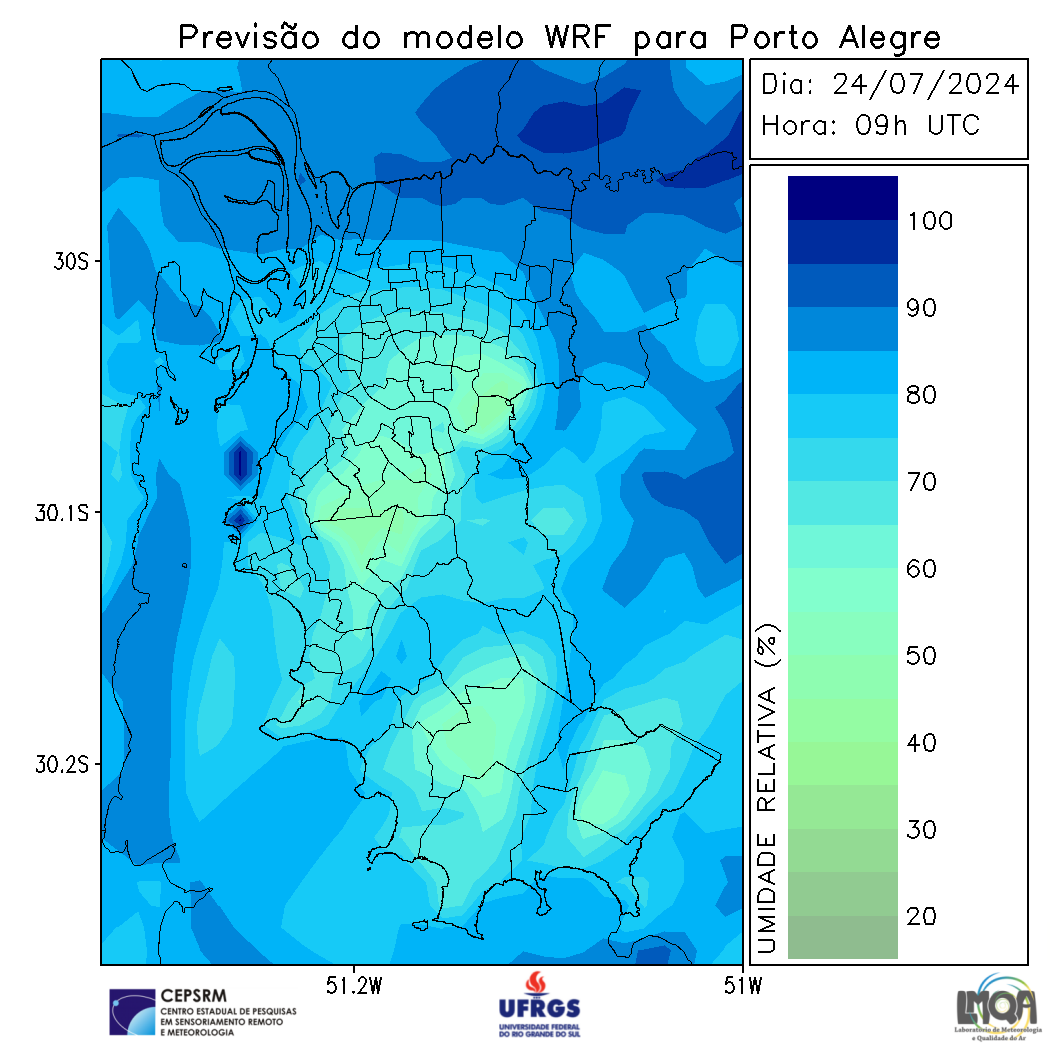 Previsão do modelo WRF para Porto Alegre
Dia: 24/07/2024
Hora: 09h UTC
30S
30.1S
30.2S
51.2W
51W
100
90
80
70
60
50
40
30
20
UMIDADE RELATIVA (%)
CEPSRM
CENTRO ESTADUAL DE PESQUISAS
EM SENSORIAMENTO REMOTO
E METEOROLOGIA
UFRGS
UNIVERSIDADE FEDERAL
DO RIO GRANDE DO SUL
LMQA
Laboratório de Meteorologia
e Qualidade do Ar